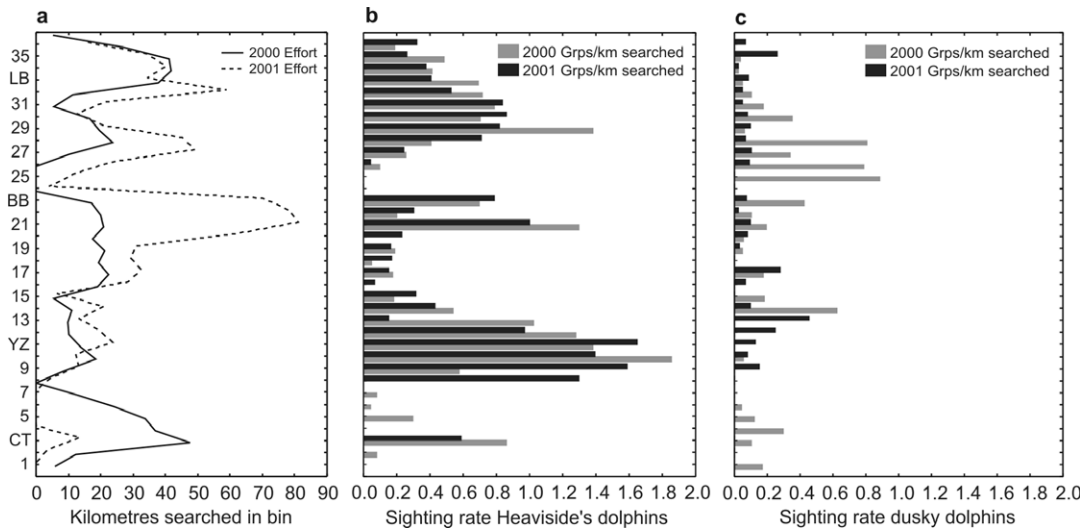 a
2000 Effort
2001 Effort
35
LB
31
29
27
25
BB
21
19
17
15
13
YZ
9
7
5
CT
1
0 10 20 30 40 50 60 70 80 90
Kilometres searched in bin
b
2000 Grps/km searched
2001 Grps/km searched
0.0 0.2 0.4 0.6 0.8 1.0 1.2 1.4 1.6 1.8 2.0
Sighting rate Heaviside's dolphins
c
2000 Grps/km searched
2001 Grps/km searched
0.0 0.2 0.4 0.6 0.8 1.0 1.2 1.4 1.6 1.8 2.0
Sighting rate dusky dolphins